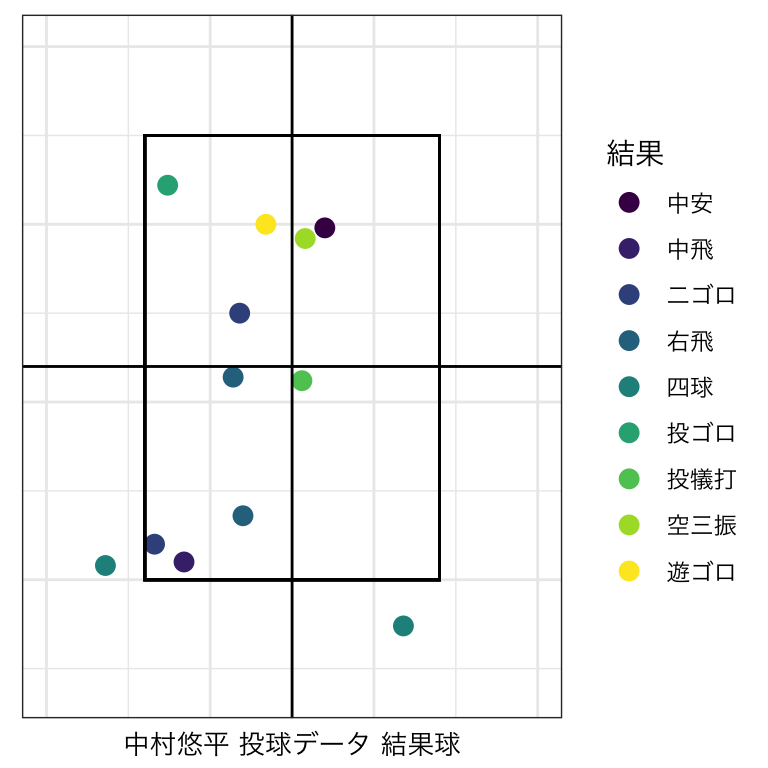 結果
中安
中飛
ニゴロ
右飛
四球
投ゴロ
投犠打
空三振
遊ゴロ
中村悠平 投球データ 結果球